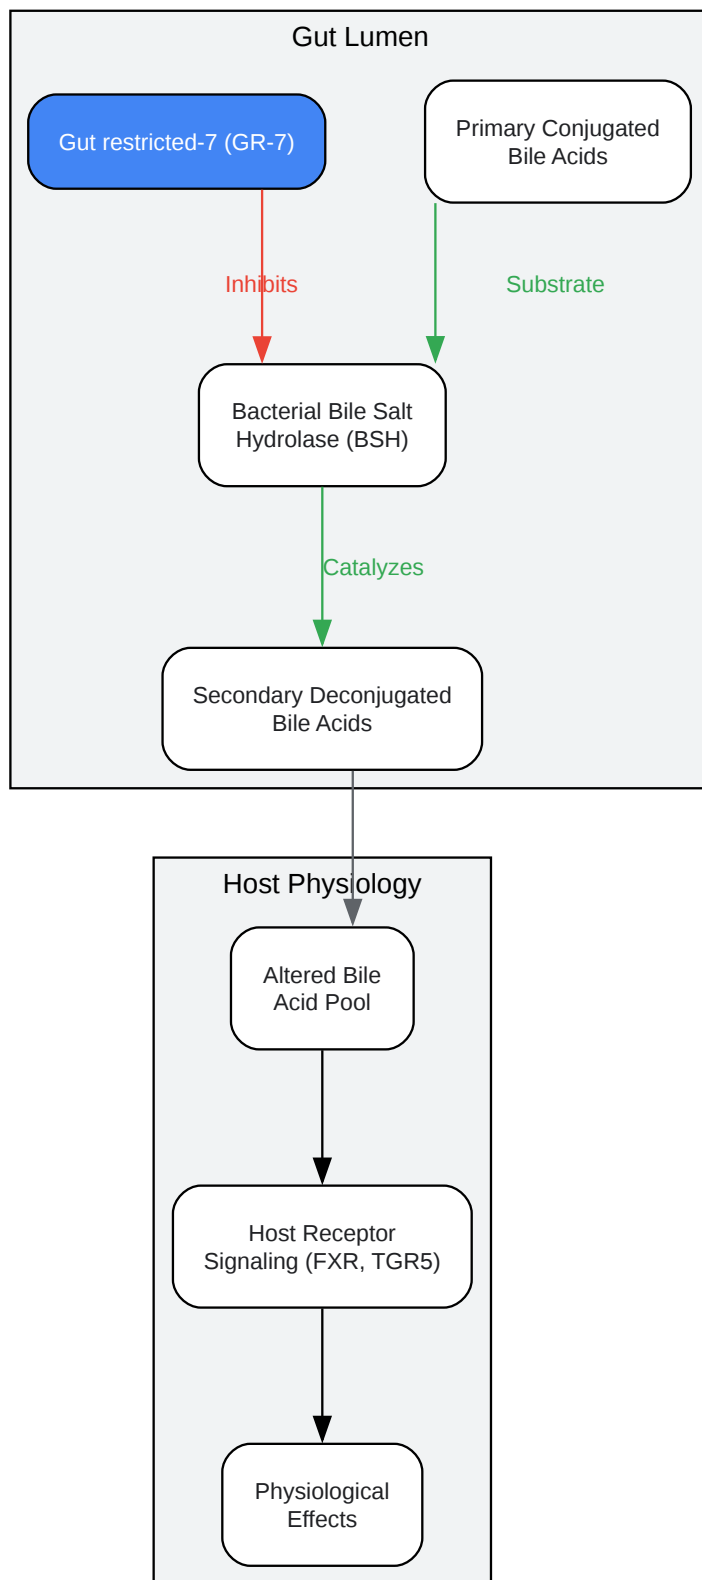 Gut Lumen
Gut restricted-7 (GR-7)
Primary Conjugated
Bile Acids
Inhibits
Substrate
Bacterial Bile Salt
Hydrolase (BSH)
Catalyzes
Secondary Deconjugated
Bile Acids
Host Physiology
Altered Bile
Acid Pool
Host Receptor
Signaling (FXR, TGR5)
Physiological
Effects